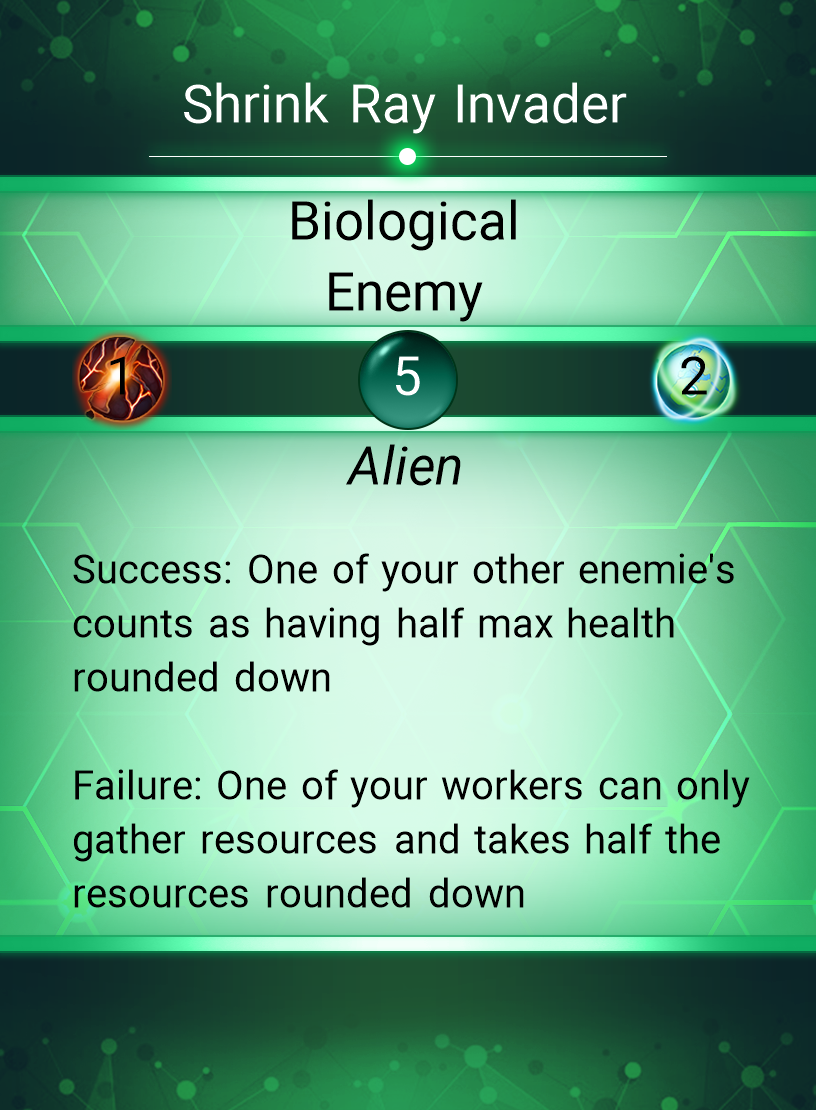 Shrink Ray Invader
Biological
Enemy
1
5
2
Alien
Success: One of your other enemie's
counts as having half max health
rounded down
Failure: One of your workers can only
gather resources and takes half the
resources rounded down